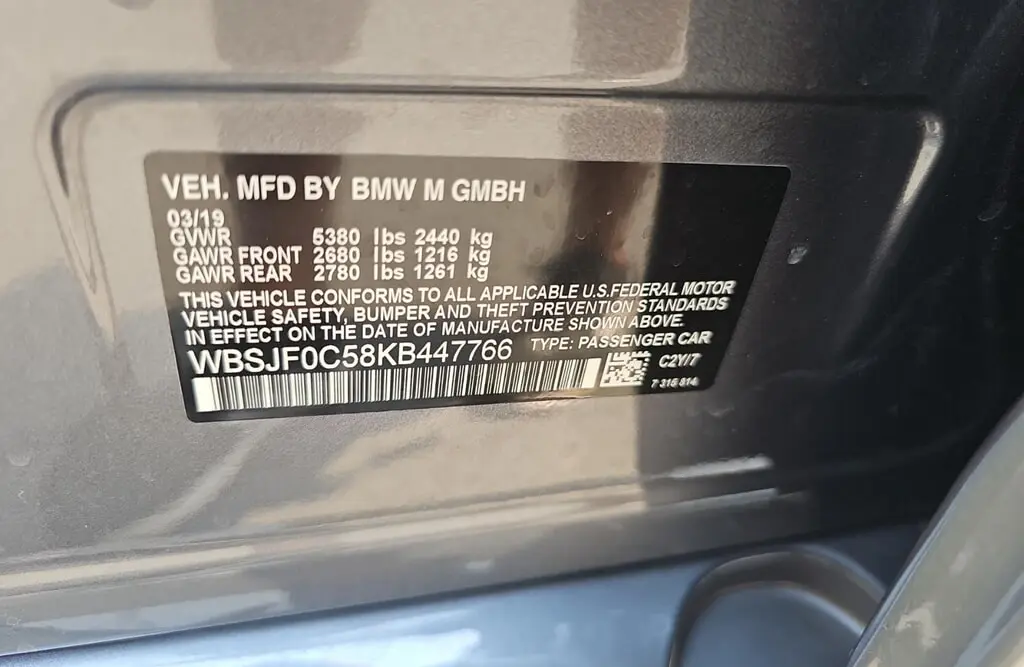 VEH. MFD BY BMW M GMBH
03/19
GVWR 5380 lbs 2440 kg
GAWR FRONT 2680 lbs 1216 kg
GAWR REAR 2780 lbs 1261 kg
THIS VEHICLE CONFORMS TO ALL APPLICABLE U.S.FEDERAL MOTOR
VEHICLE SAFETY, BUMPER AND THEFT PREVENTION STANDARDS
IN EFFECT ON THE DATE OF MANUFACTURE SHOWN ABOVE.
WBSJF0C58KB447766 TYPE: PASSENGER CAR
C2Y/7
7 316 814